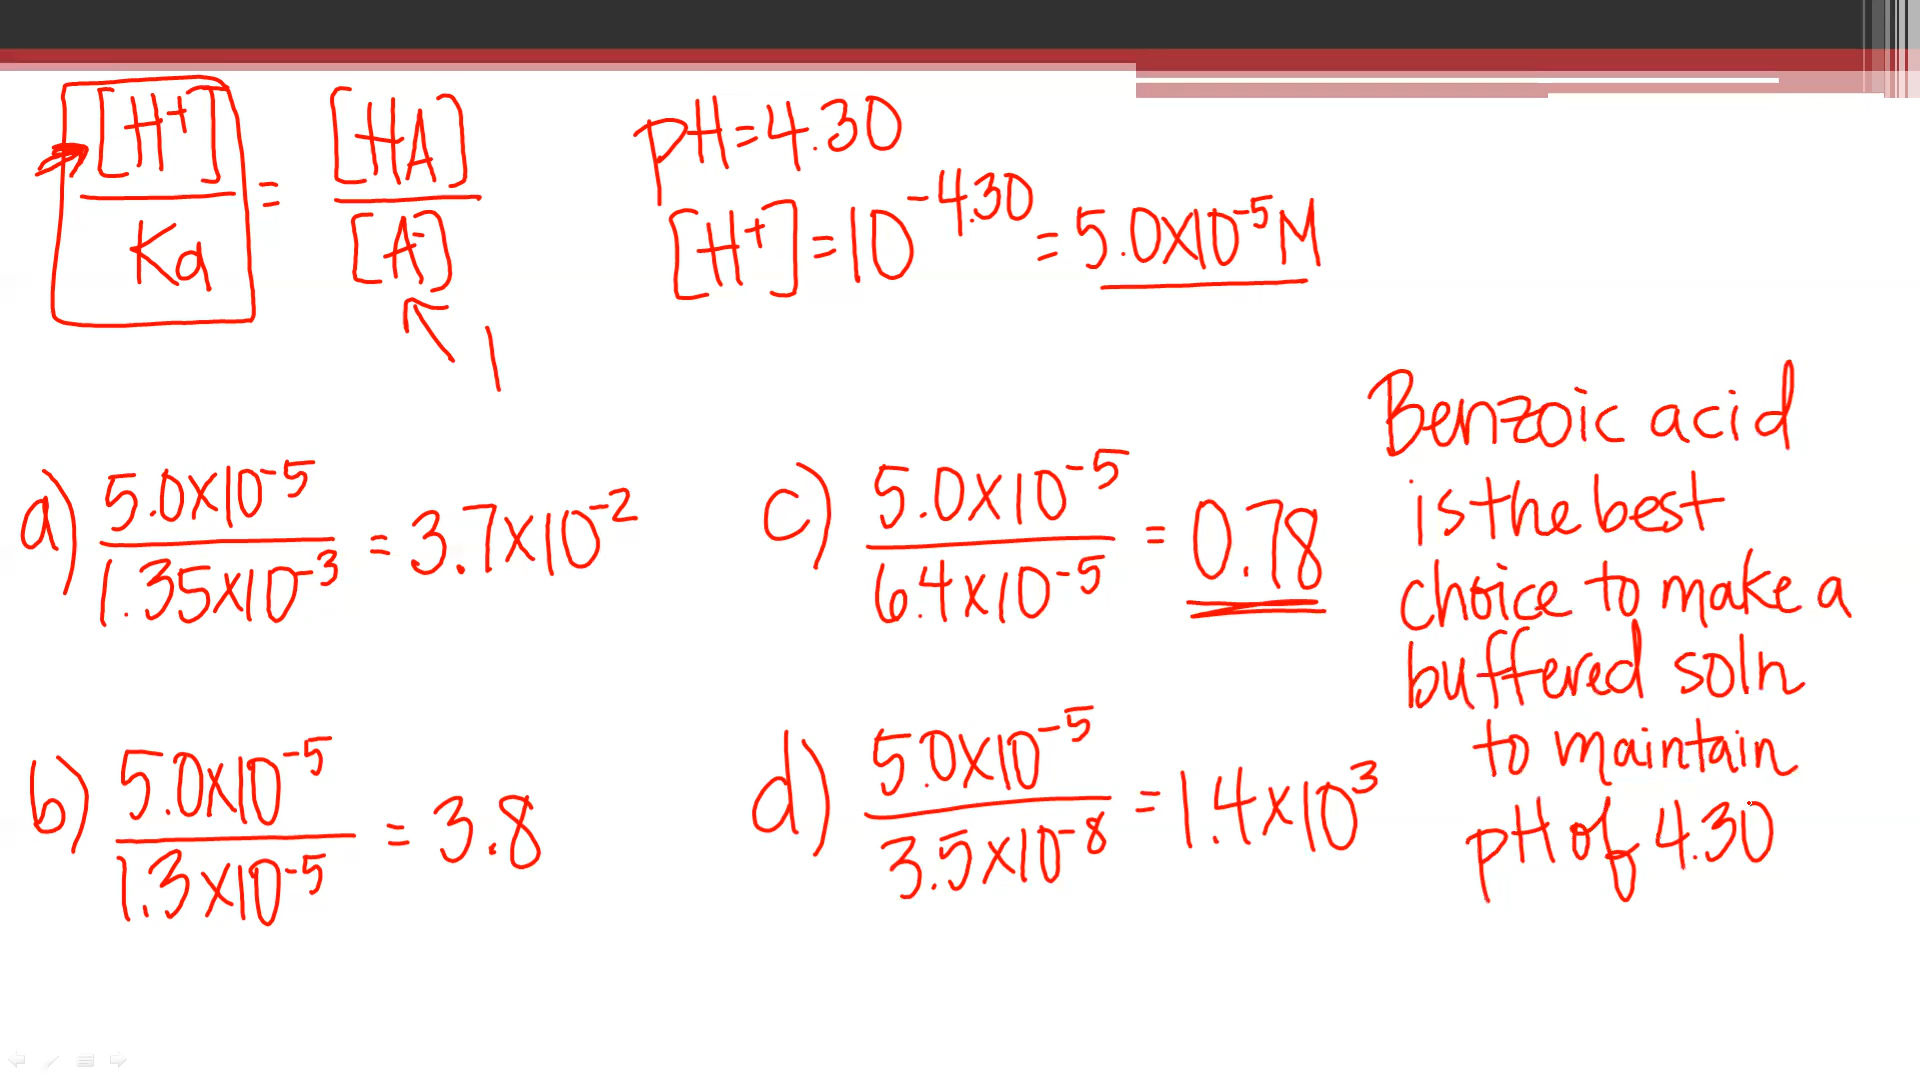 [H⁺]/Ka = [HA]/[A⁻]
1
pH=4.30
[H⁺]=10⁻⁴·³⁰ = 5.0x10⁻⁵M
a) 5.0x10⁻⁵/1.35x10⁻³ = 3.7x10⁻²
b) 5.0x10⁻⁵/1.3x10⁻⁵ = 3.8
c) 5.0x10⁻⁵/6.4x10⁻⁵ = 0.78
d) 5.0x10⁻⁵/3.5x10⁻⁸ = 1.4x10³
Benzoic acid
is the best
choice to make a
buffered soln
to maintain
pH of 4.30